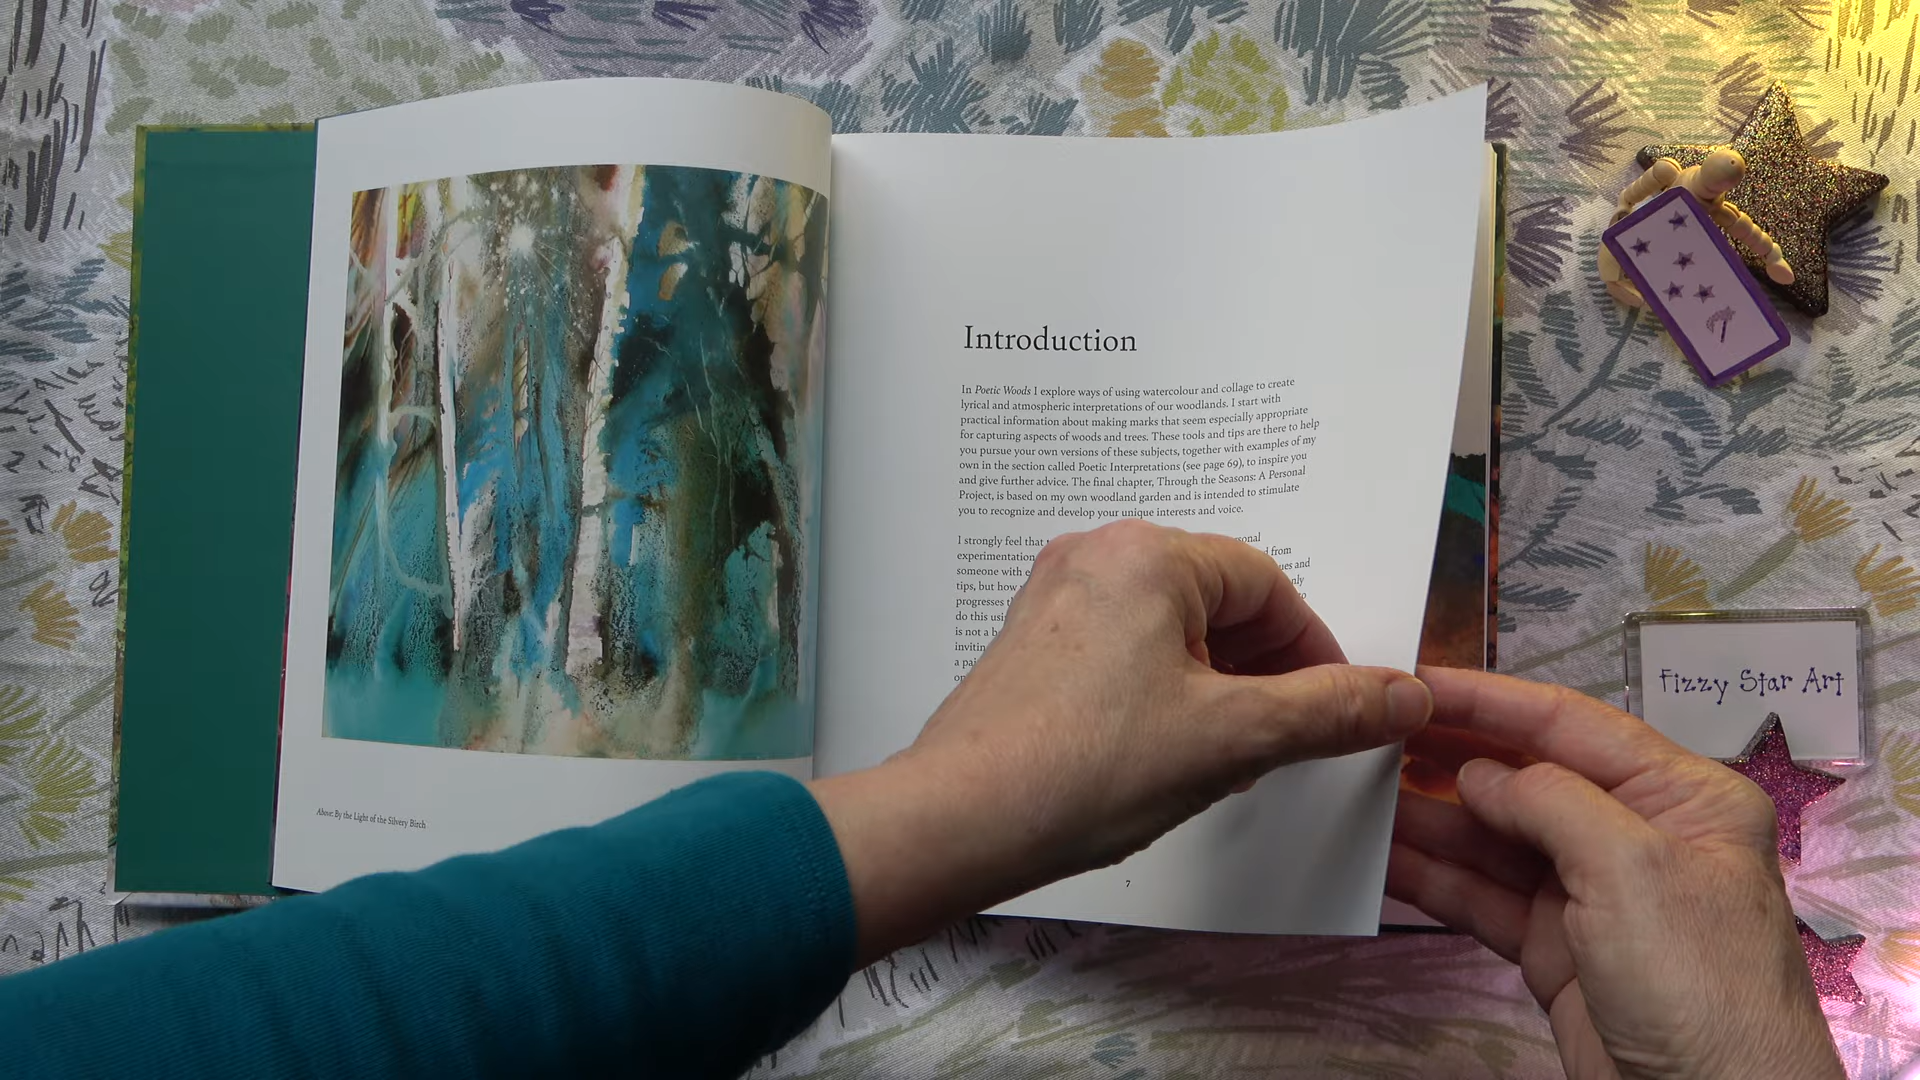 Above: By the Light of the Silvery Birch
Introduction
In Poetic Woods I explore ways of using watercolour and collage to create
lyrical and atmospheric interpretations of our woodlands. I start with
practical information about making marks that seem especially appropriate
for capturing aspects of woods and trees. These tools and tips are there to help
you pursue your own versions of these subjects, together with examples of my
own in the section called Poetic Interpretations (see page 69), to inspire you
and give further advice. The final chapter, Through the Seasons: A Personal
Project, is based on my own woodland garden and is intended to stimulate
you to recognize and develop your unique interests and voice.
I strongly feel that
experimentation from
someone with and
tips, but how
progresses
do this
is not a
a
7
Fizzy Star Art